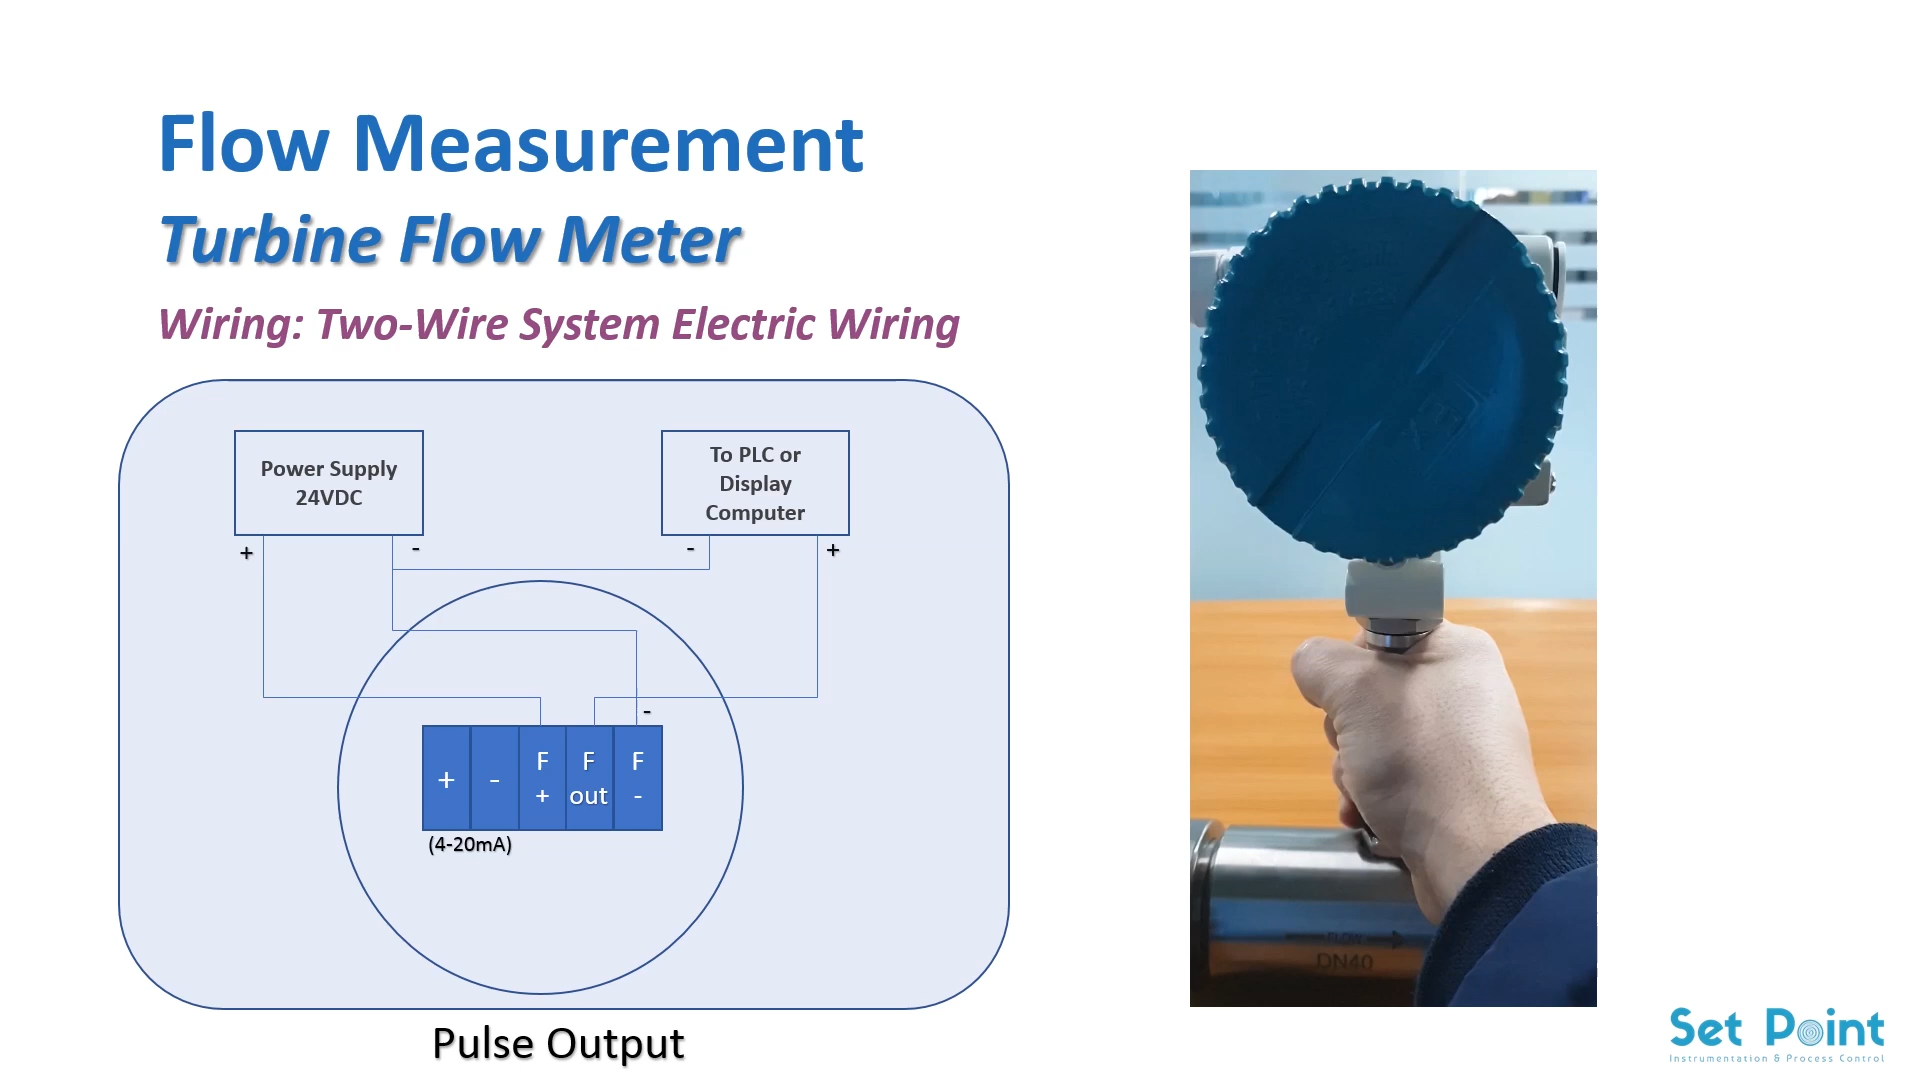 Flow Measurement
Turbine Flow Meter
Wiring: Two-Wire System Electric Wiring
Power Supply
24VDC
To PLC or
Display
Computer
+
-
-
+
-
+
-
F
+
F
out
F
-
(4-20mA)
Pulse Output
FLOW
DN40
Set Point
Instrumentation & Process Control